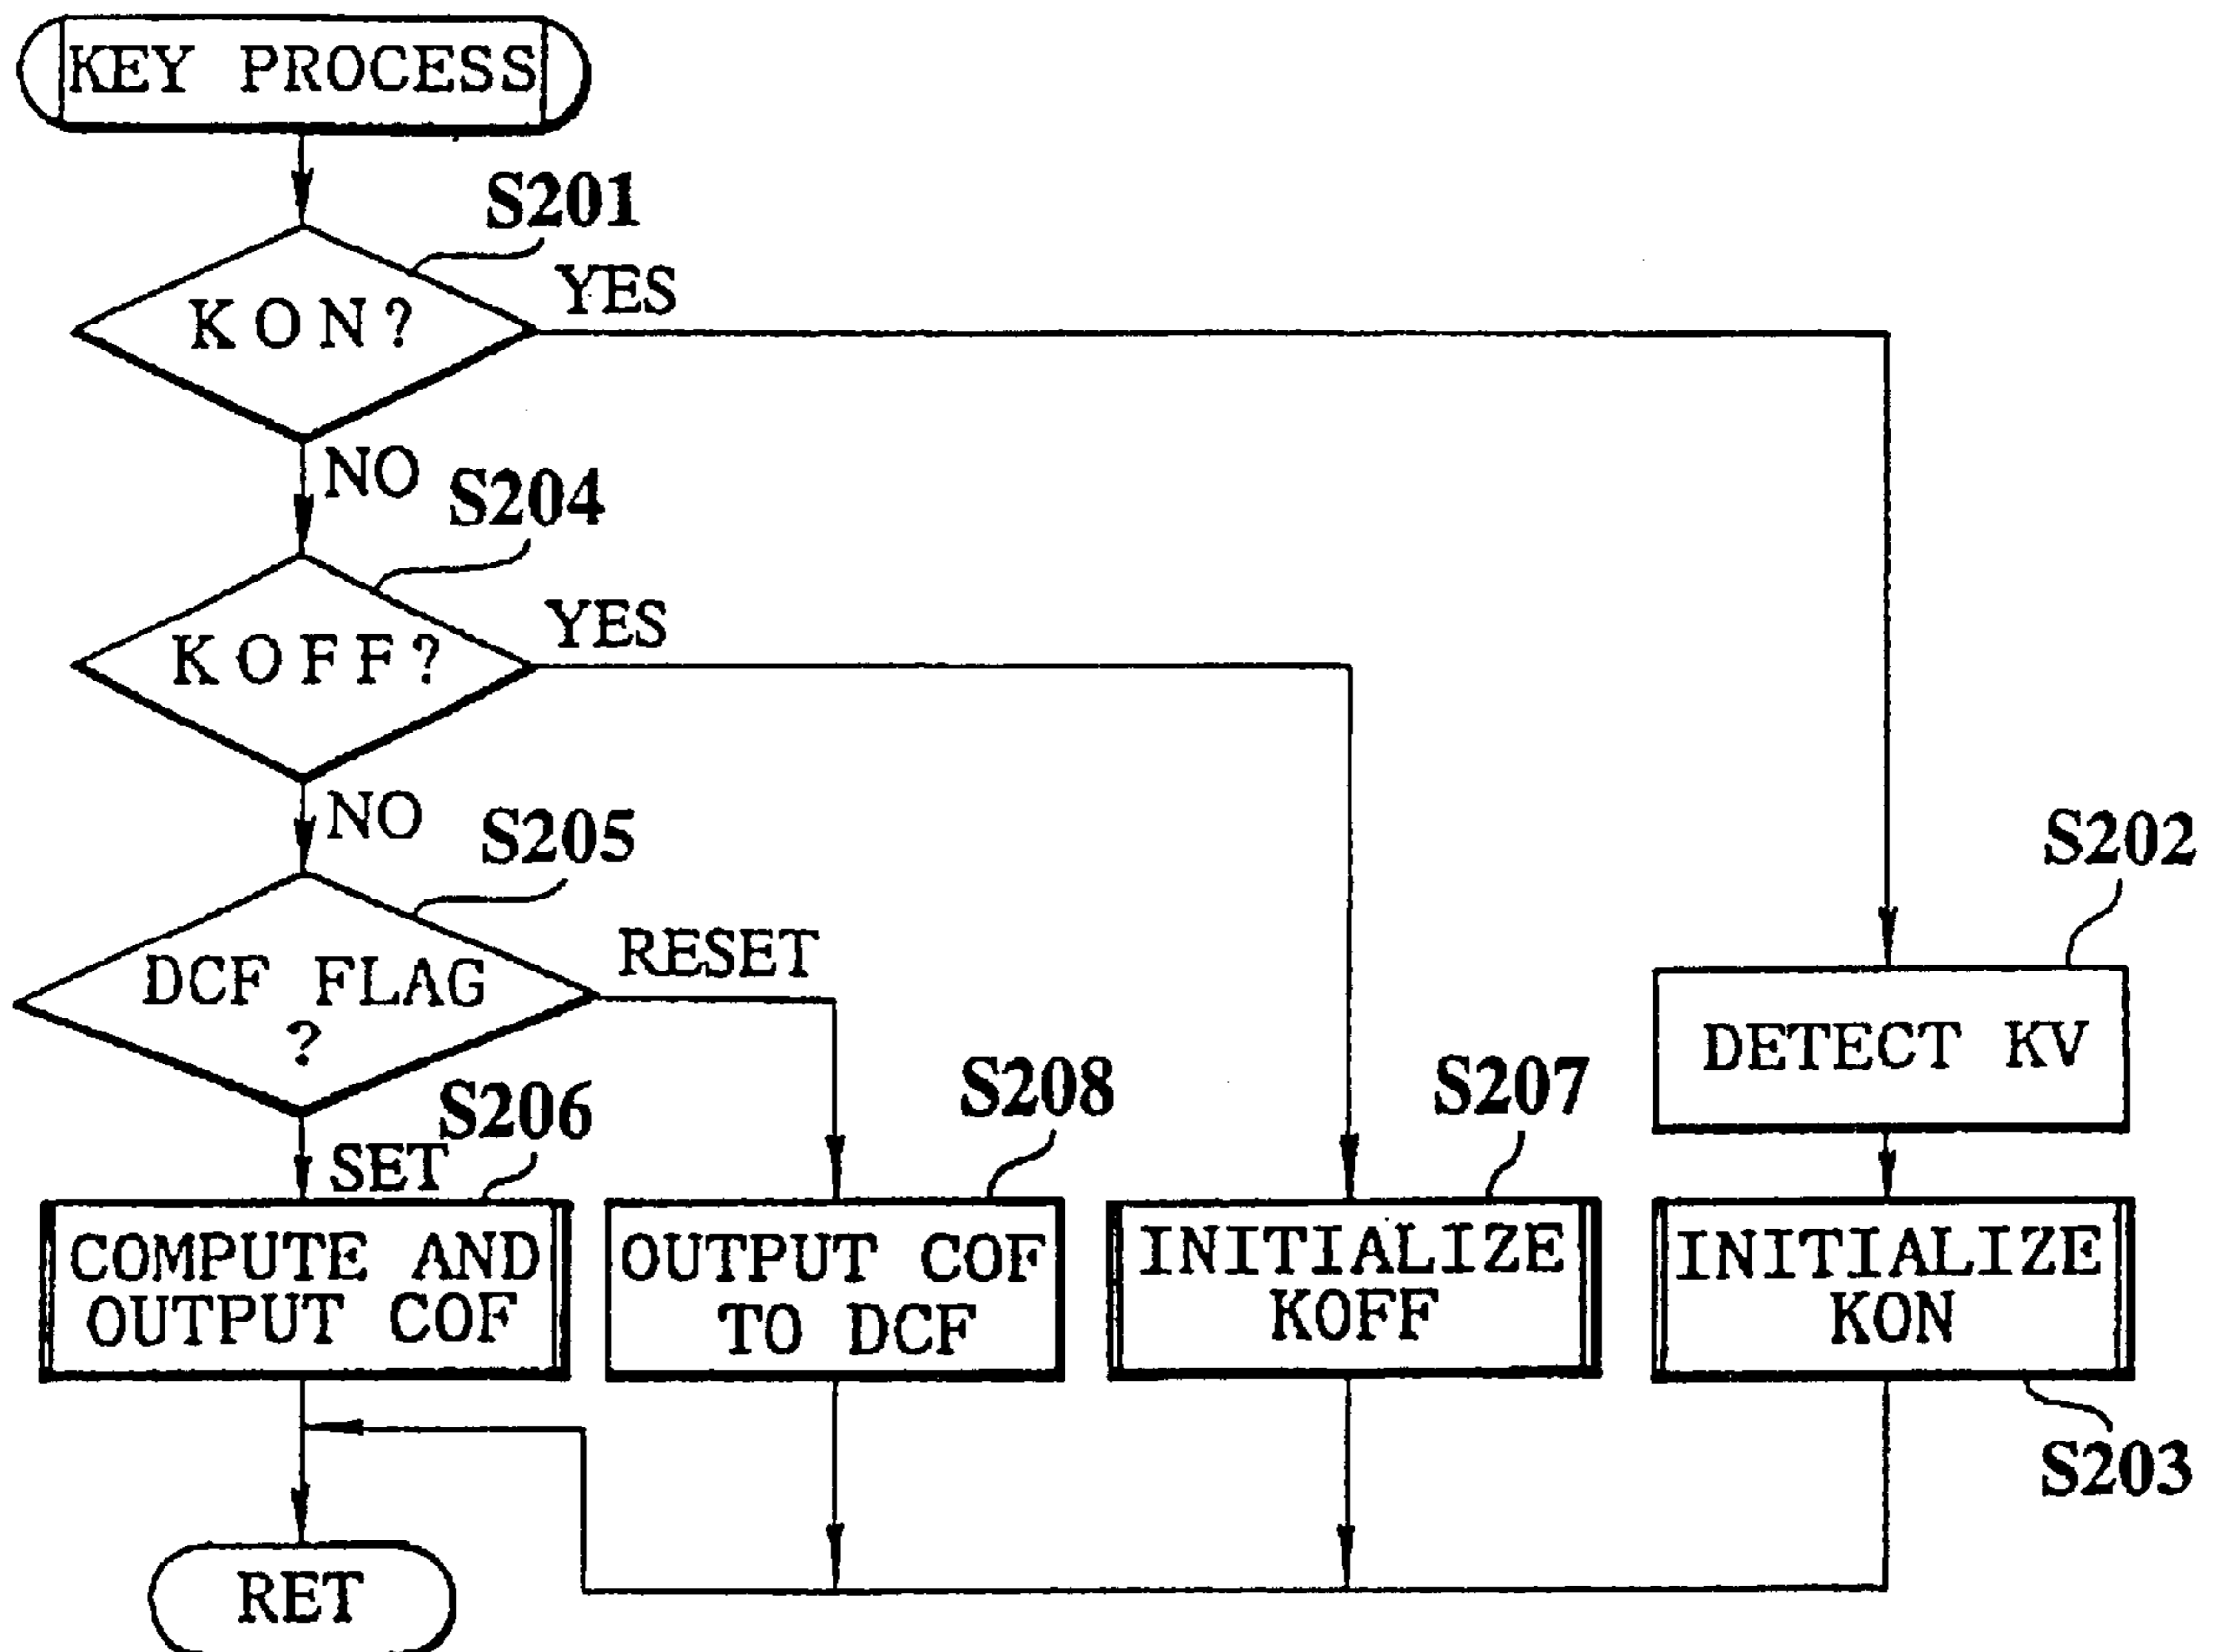 KEY PROCESS
S201
KON?
YES
NO
S204
KOFF?
YES
NO
S205
DCF FLAG
?
RESET
SET
S206
COMPUTE AND
OUTPUT COF
S208
OUTPUT COF
TO DCF
S207
INITIALIZE
KOFF
S202
DETECT KV
INITIALIZE
KON
S203
RET